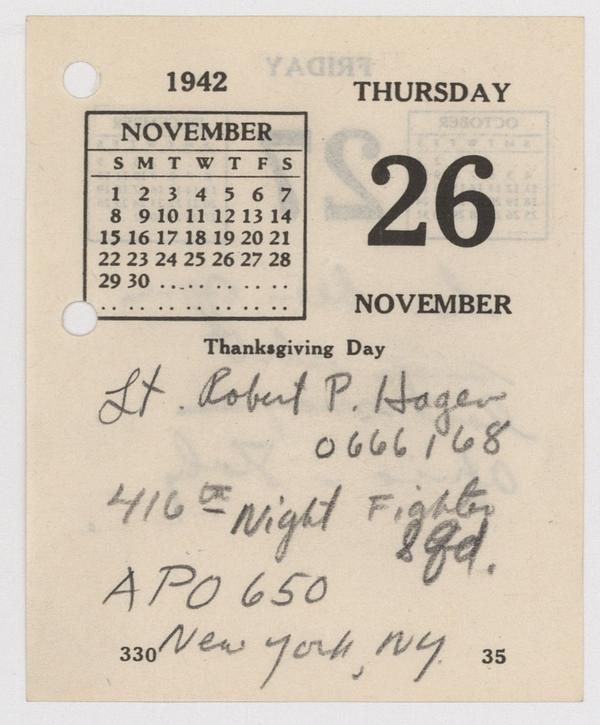 1942
THURSDAY
NOVEMBER
S M T W T F S
1 2 3 4 5 6 7
8 9 10 11 12 13 14
15 16 17 18 19 20 21
22 23 24 25 26 27 28
29 30 . . . . . . .
. . . . . . . . . .
26
NOVEMBER
Thanksgiving Day
Lt. Robert P. Hagen
0666168
416th Night Fighter
Sqd.
APO 650
New York, NY.
330
35